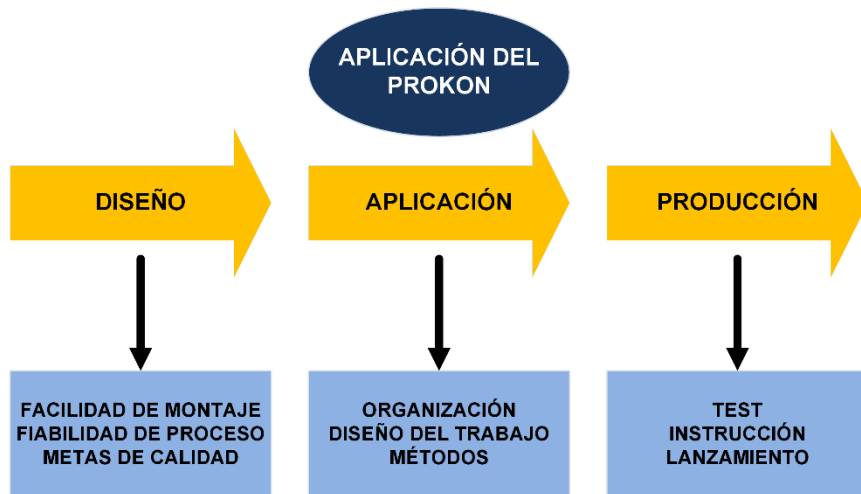 APLICACIÓN DEL
PROKON
DISEÑO
APLICACIÓN
PRODUCCIÓN
FACILIDAD DE MONTAJE
FIABILIDAD DE PROCESO
METAS DE CALIDAD
ORGANIZACIÓN
DISEÑO DEL TRABAJO
MÉTODOS
TEST
INSTRUCCIÓN
LANZAMIENTO